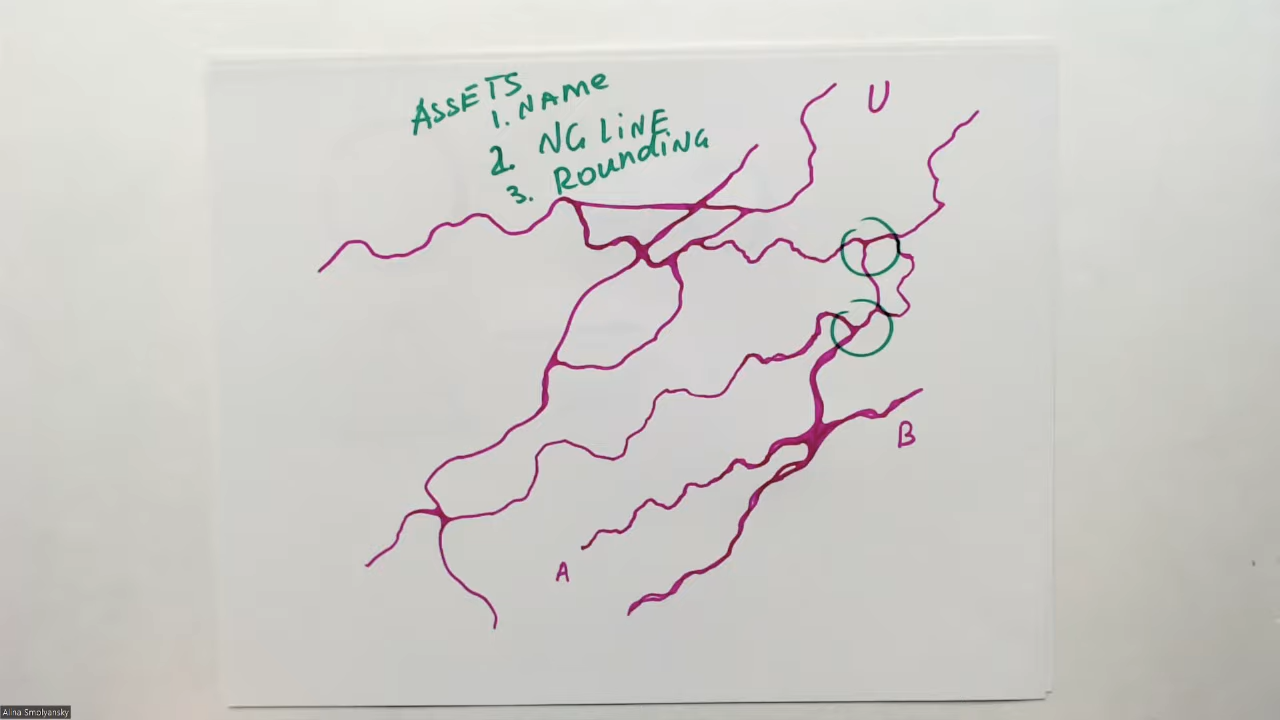 ASSETS
1. NAME
2. NG LINE
3. Rounding
U
B
A
Alina Smolyansky